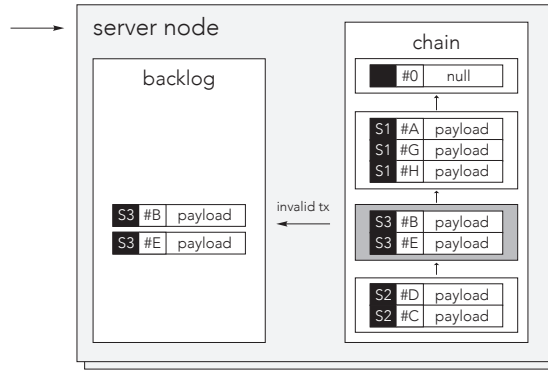 server node
backlog
S3 #B payload
S3 #E payload
invalid tx
chain
#0 null
S1 #A payload
S1 #G payload
S1 #H payload
S3 #B payload
S3 #E payload
S2 #D payload
S2 #C payload